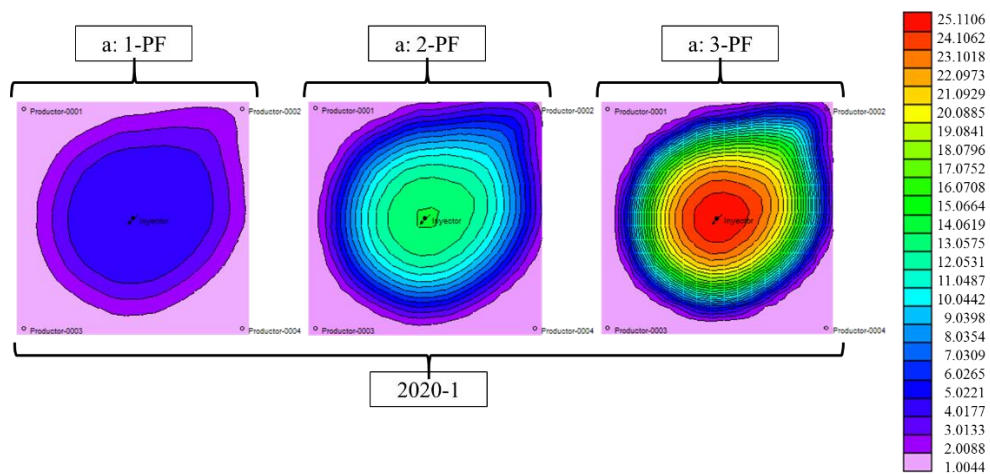 a: 1-PF
a: 2-PF
a: 3-PF
Productor-0001
Productor-0002
Productor-0001
Productor-0002
Productor-0001
Productor-0002
Inyector
Inyector
Inyector
Productor-0003
Productor-0004
Productor-0003
Productor-0004
Productor-0003
Productor-0004
2020-1
25.1106
24.1062
23.1018
22.0973
21.0929
20.0885
19.0841
18.0796
17.0752
16.0708
15.0664
14.0619
13.0575
12.0531
11.0487
10.0442
9.0398
8.0354
7.0309
6.0265
5.0221
4.0177
3.0133
2.0088
1.0044